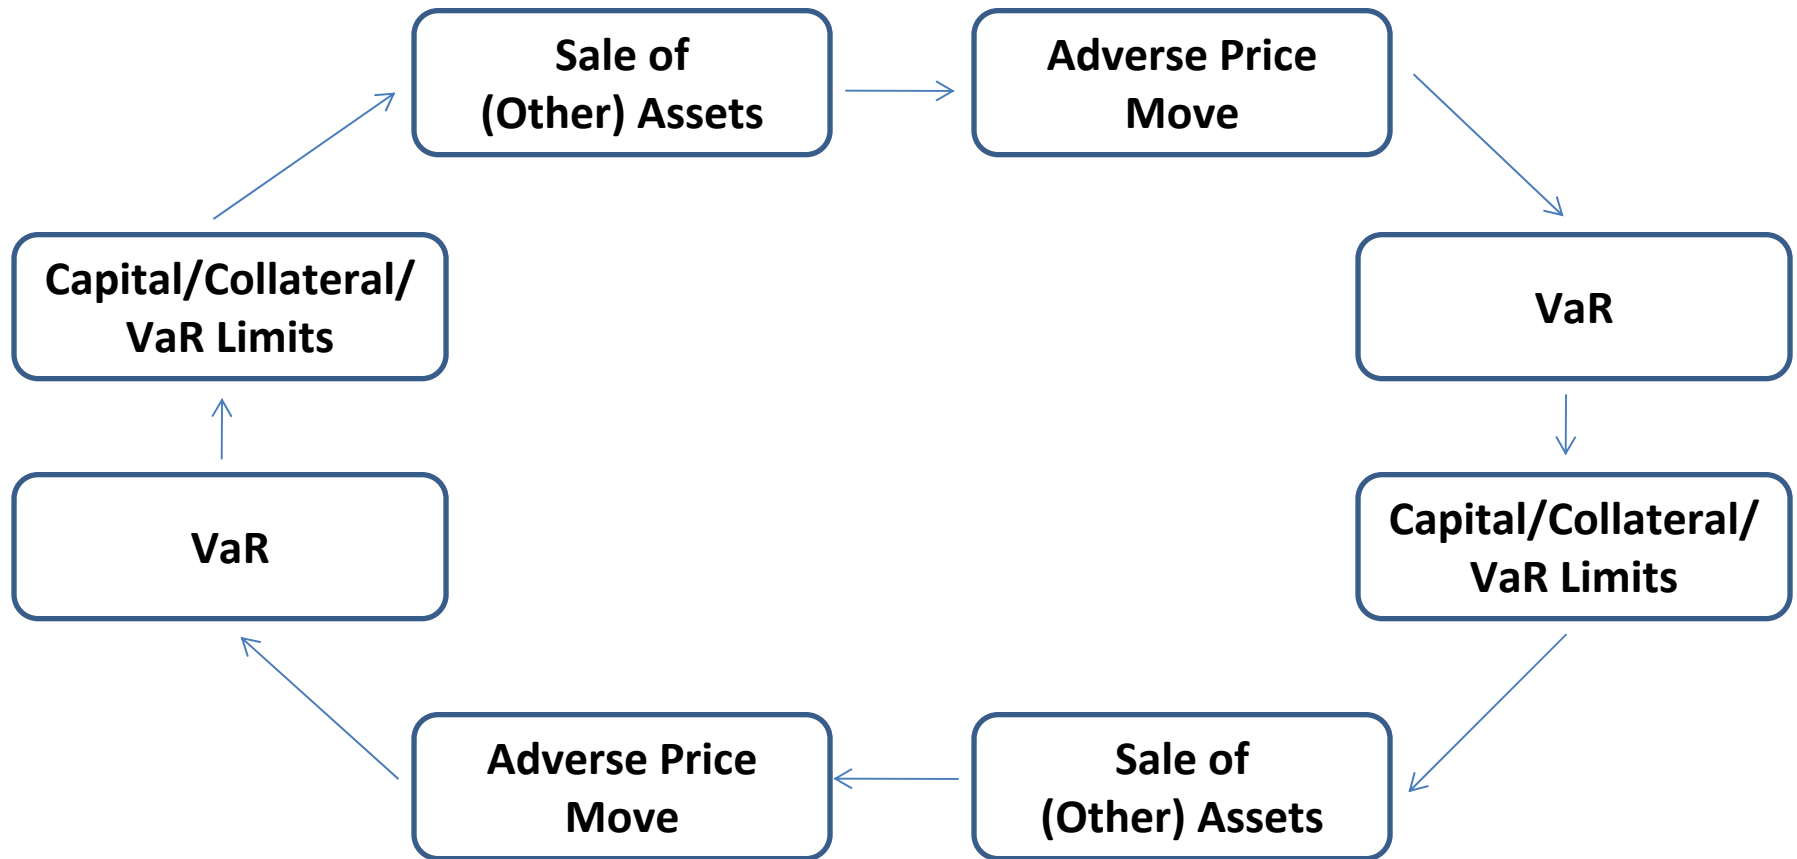 Sale of
(Other) Assets
Adverse Price
Move
Capital/Collateral/
VaR Limits
VaR
VaR
Capital/Collateral/
VaR Limits
Adverse Price
Move
Sale of
(Other) Assets